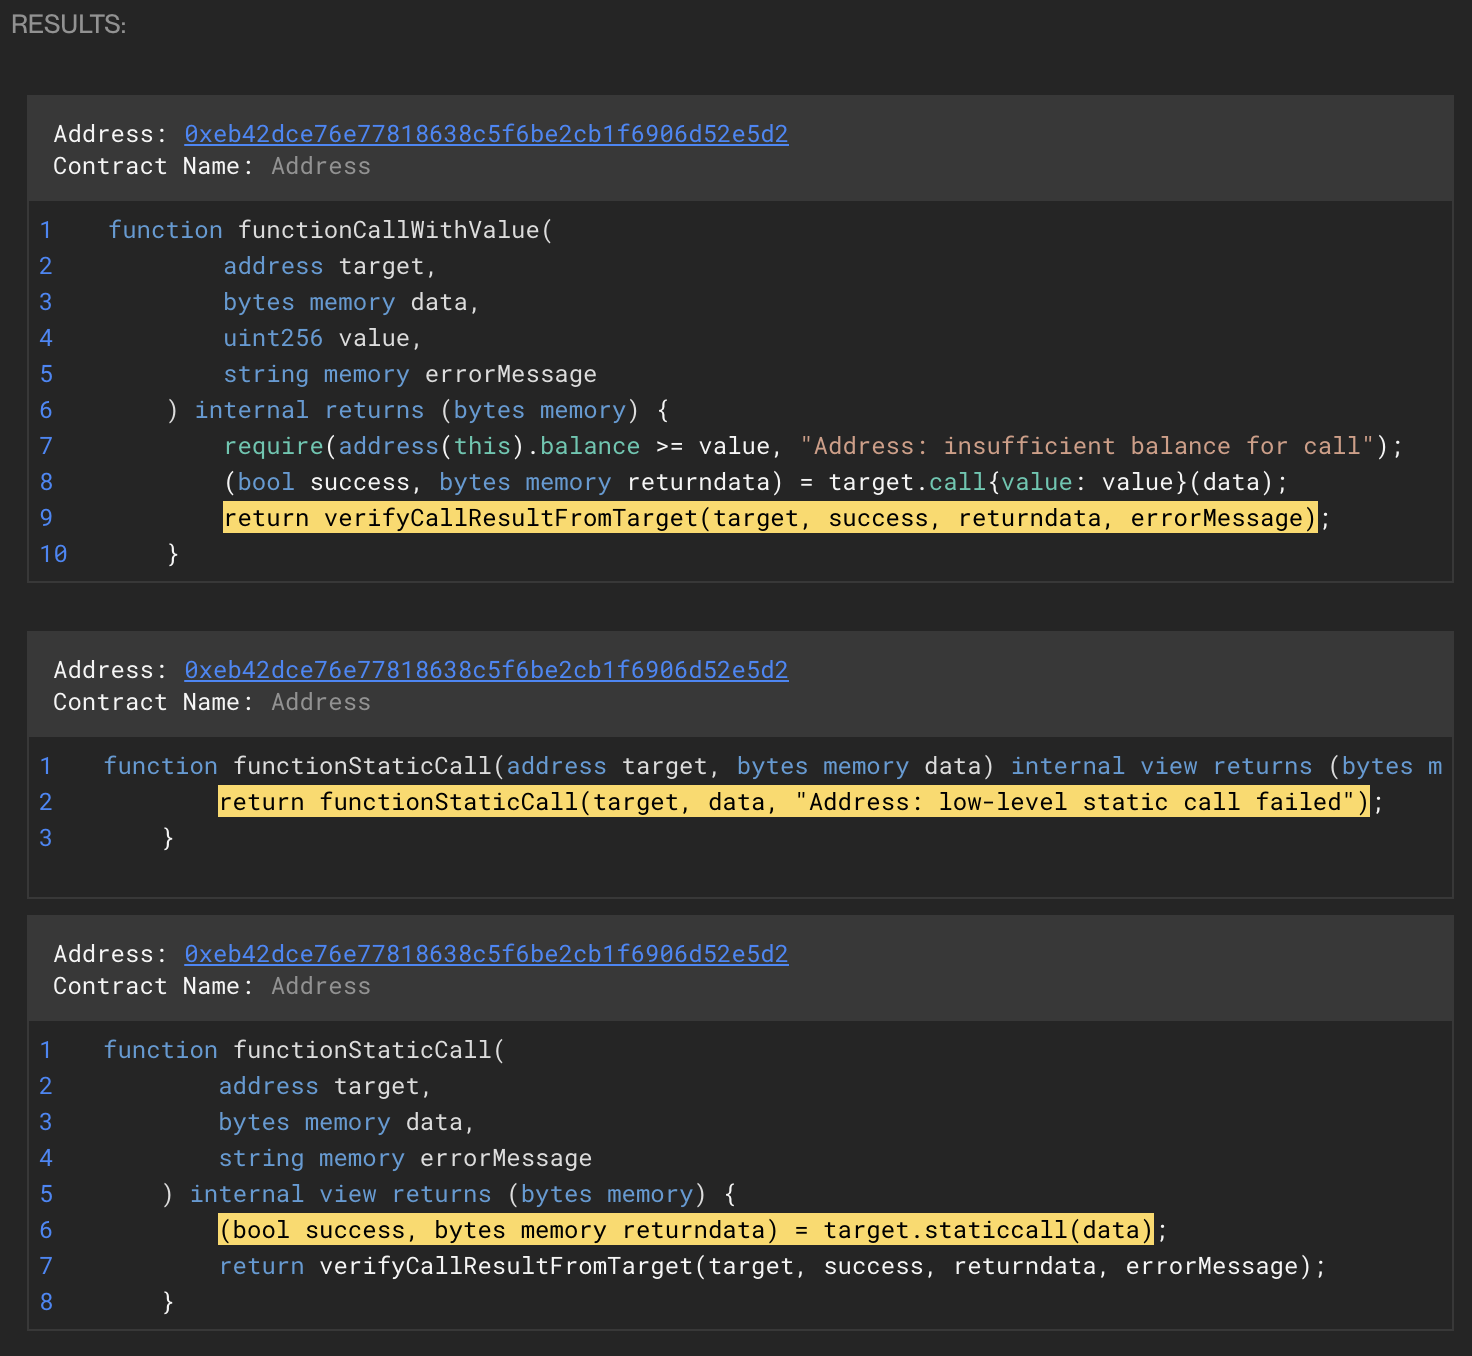 RESULTS:
Address: 0xeb42dce76e77818638c5f6be2cb1f6906d52e5d2
Contract Name: Address
1    function functionCallWithValue(
2            address target,
3            bytes memory data,
4            uint256 value,
5            string memory errorMessage
6        ) internal returns (bytes memory) {
7            require(address(this).balance >= value, "Address: insufficient balance for call");
8            (bool success, bytes memory returndata) = target.call{value: value}(data);
9            return verifyCallResultFromTarget(target, success, returndata, errorMessage);
10       }
Address: 0xeb42dce76e77818638c5f6be2cb1f6906d52e5d2
Contract Name: Address
1    function functionStaticCall(address target, bytes memory data) internal view returns (bytes m
2            return functionStaticCall(target, data, "Address: low-level static call failed");
3        }
Address: 0xeb42dce76e77818638c5f6be2cb1f6906d52e5d2
Contract Name: Address
1    function functionStaticCall(
2            address target,
3            bytes memory data,
4            string memory errorMessage
5        ) internal view returns (bytes memory) {
6            (bool success, bytes memory returndata) = target.staticcall(data);
7            return verifyCallResultFromTarget(target, success, returndata, errorMessage);
8        }